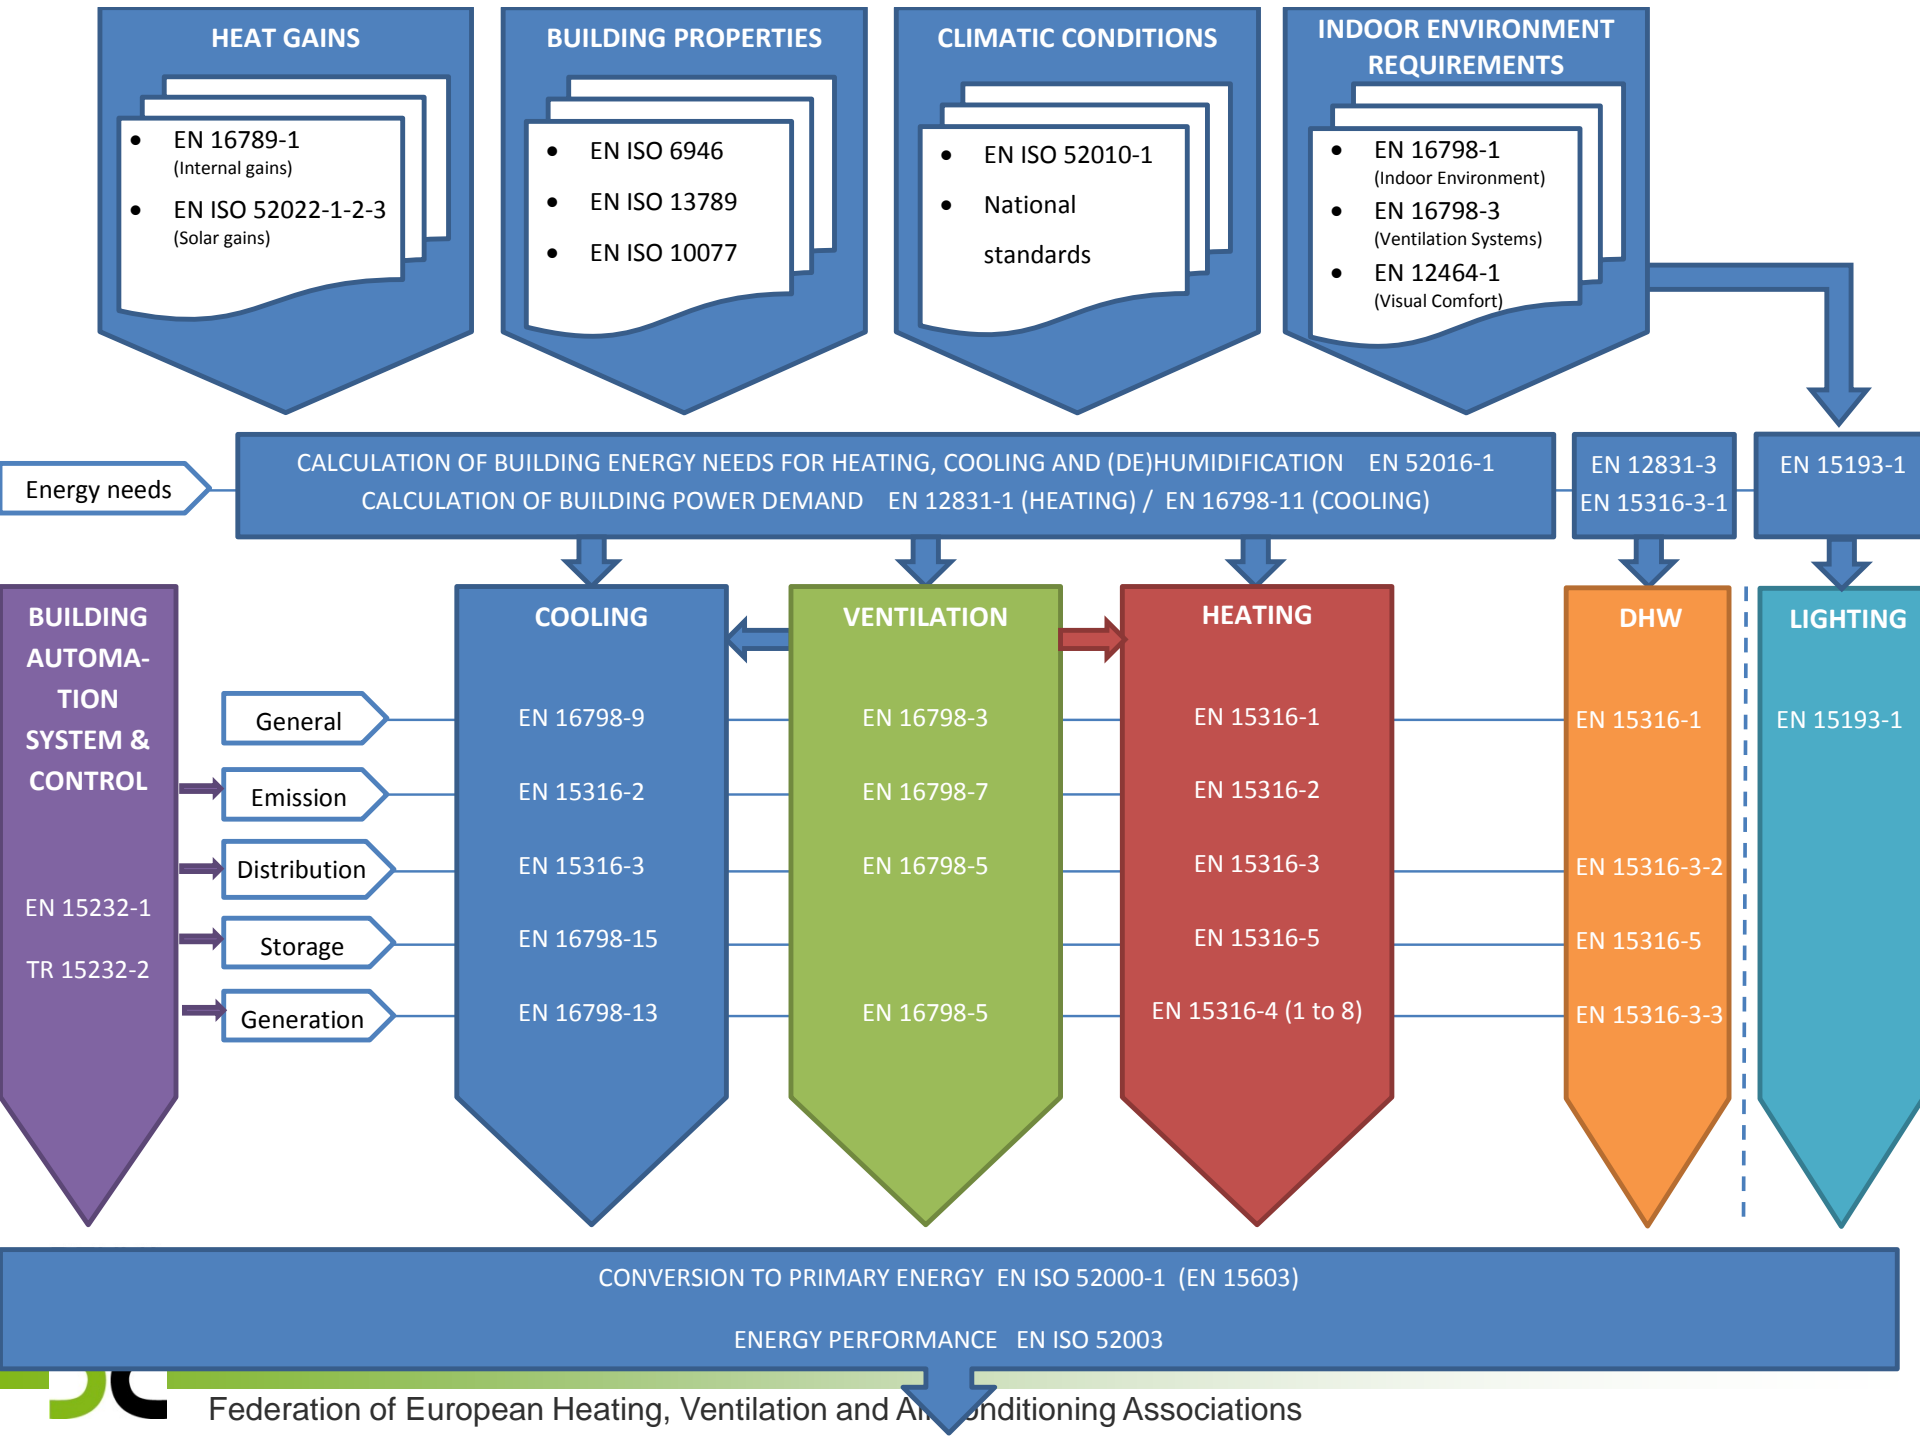 HEAT GAINS
• EN 16789-1
(Internal gains)
• EN ISO 52022-1-2-3
(Solar gains)
BUILDING PROPERTIES
• EN ISO 6946
• EN ISO 13789
• EN ISO 10077
CLIMATIC CONDITIONS
• EN ISO 52010-1
• National
standards
INDOOR ENVIRONMENT
REQUIREMENTS
• EN 16798-1
(Indoor Environment)
• EN 16798-3
(Ventilation Systems)
• EN 12464-1
(Visual Comfort)
Energy needs
CALCULATION OF BUILDING ENERGY NEEDS FOR HEATING, COOLING AND (DE)HUMIDIFICATION EN 52016-1
CALCULATION OF BUILDING POWER DEMAND EN 12831-1 (HEATING) / EN 16798-11 (COOLING)
EN 12831-3
EN 15316-3-1
EN 15193-1
BUILDING
AUTOMA-
TION
SYSTEM &
CONTROL
EN 15232-1
TR 15232-2
General
Emission
Distribution
Storage
Generation
COOLING
EN 16798-9
EN 15316-2
EN 15316-3
EN 16798-15
EN 16798-13
VENTILATION
EN 16798-3
EN 16798-7
EN 16798-5
EN 16798-5
HEATING
EN 15316-1
EN 15316-2
EN 15316-3
EN 15316-5
EN 15316-4 (1 to 8)
DHW
EN 15316-1
EN 15316-3-2
EN 15316-5
EN 15316-3-3
LIGHTING
EN 15193-1
CONVERSION TO PRIMARY ENERGY EN ISO 52000-1 (EN 15603)
ENERGY PERFORMANCE EN ISO 52003
Federation of European Heating, Ventilation and Associations